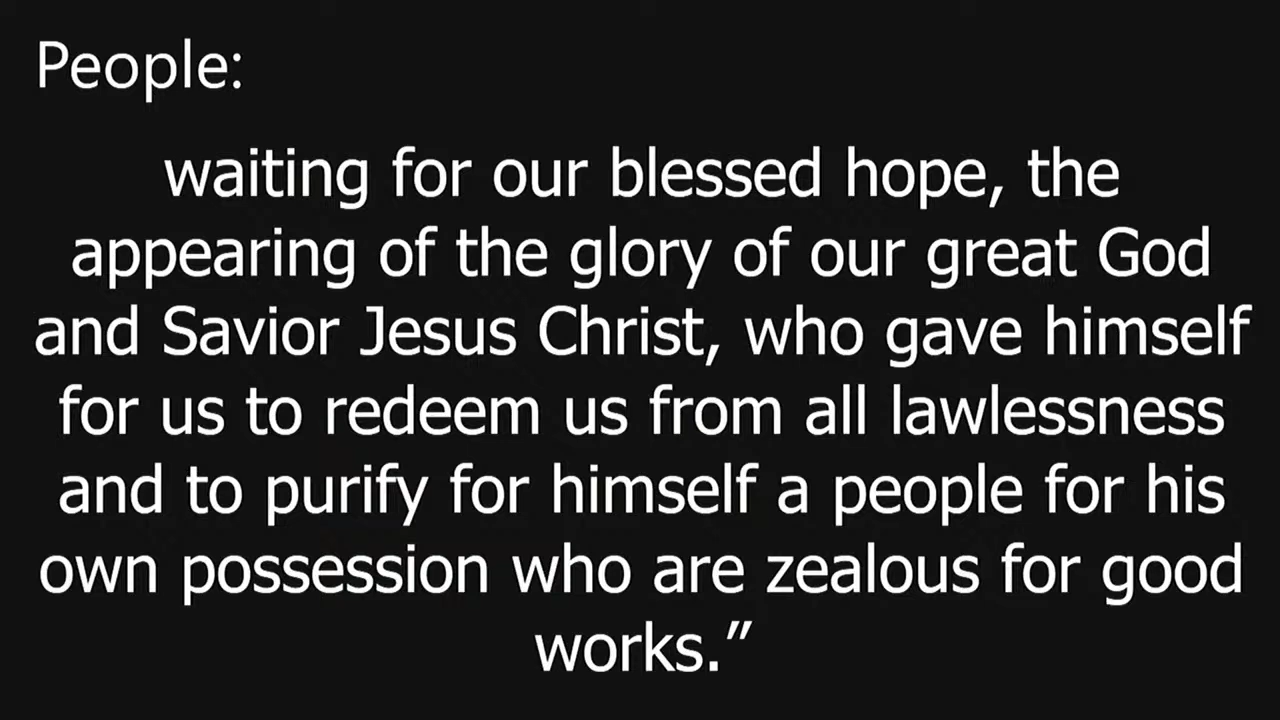 People:
waiting for our blessed hope, the
appearing of the glory of our great God
and Savior Jesus Christ, who gave himself
for us to redeem us from all lawlessness
and to purify for himself a people for his
own possession who are zealous for good
works.”